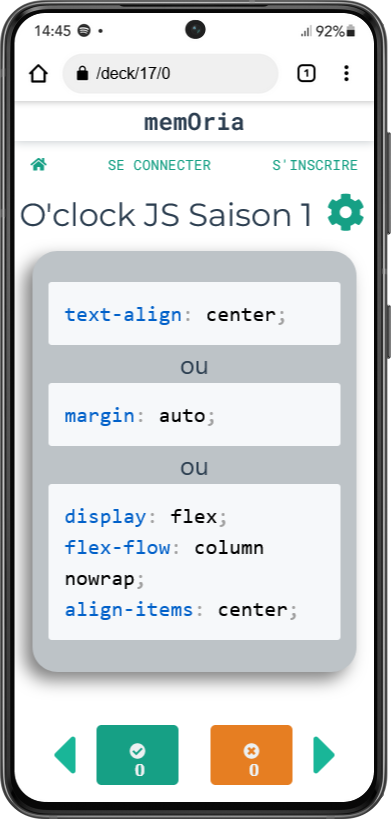 14:45 92%
/deck/17/0 1
memOria
SE CONNECTER S'INSCRIRE
O'clock JS Saison 1
text-align: center;
ou
margin: auto;
ou
display: flex;
flex-flow: column
nowrap;
align-items: center;
0 0